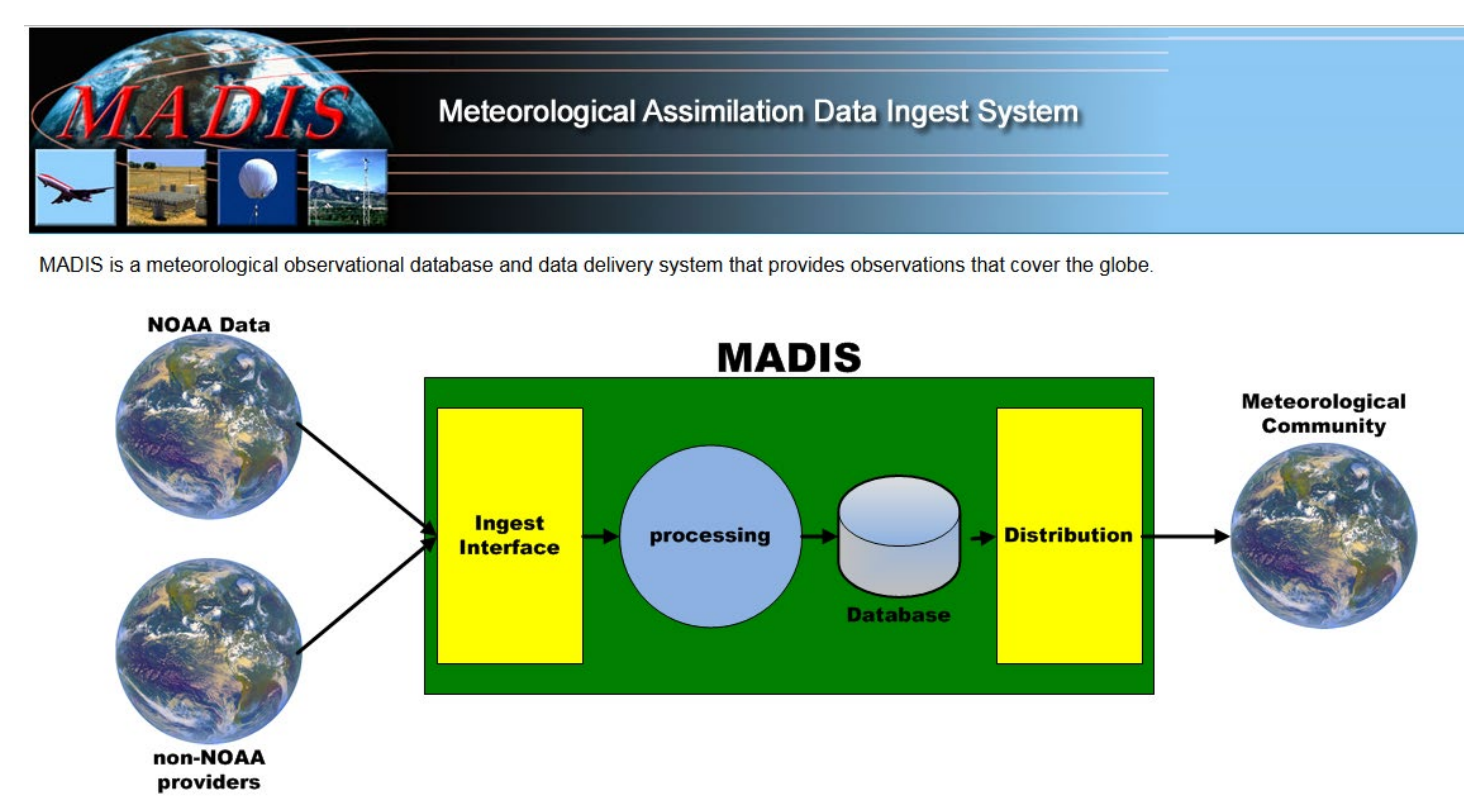 MADIS
Meteorological Assimilation Data Ingest System
MADIS is a meteorological observational database and data delivery system that provides observations that cover the globe.
NOAA Data
MADIS
Meteorological
Community
Ingest
Interface
processing
Distribution
Database
non-NOAA
providers